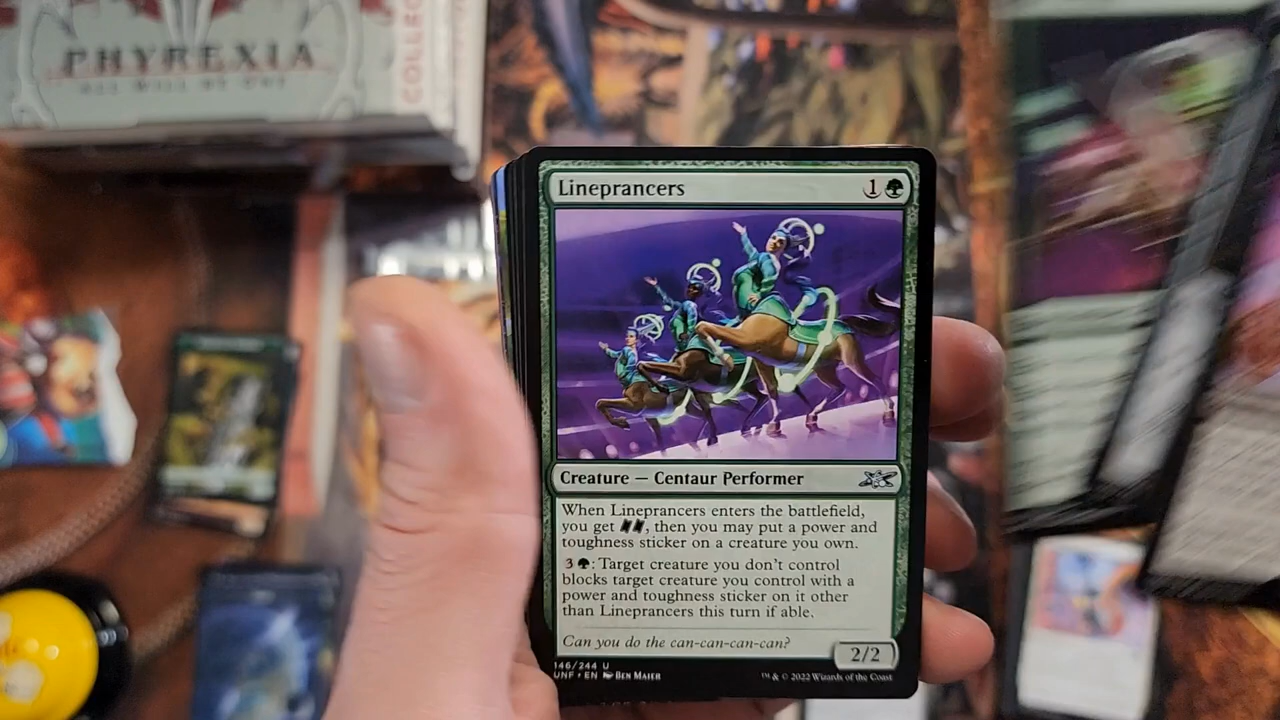 PHYREXIA
ALL WILL BE ONE
COLLEC
Lineprancers
1
Creature — Centaur Performer
When Lineprancers enters the battlefield,
you get , then you may put a power and
toughness sticker on a creature you own.
3 : Target creature you don't control
blocks target creature you control with a
power and toughness sticker on it other
than Lineprancers this turn if able.
Can you do the can-can-can-can?
2/2
146/244 U
UNF • EN Ben Maier
™ & © 2022 Wizards of the Coast